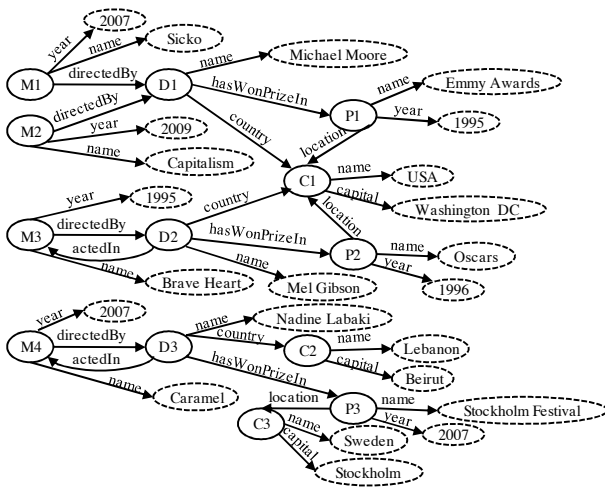 2007
year
name
Sicko
M1
directedBy
D1
name
Michael Moore
hasWonPrizeIn
name
Emmy Awards
P1
year
1995
directedBy
M2
year
2009
name
Capitalism
country
location
C1
name
USA
capital
Washington DC
year
1995
country
location
M3
directedBy
D2
actedIn
hasWonPrizeIn
P2
name
Oscars
year
1996
name
Brave Heart
name
Mel Gibson
year
2007
name
Nadine Labaki
M4
directedBy
D3
country
C2
name
Lebanon
actedIn
capital
Beirut
hasWonPrizeIn
name
Caramel
location
P3
name
Stockholm Festival
year
2007
C3
name
Sweden
capital
Stockholm